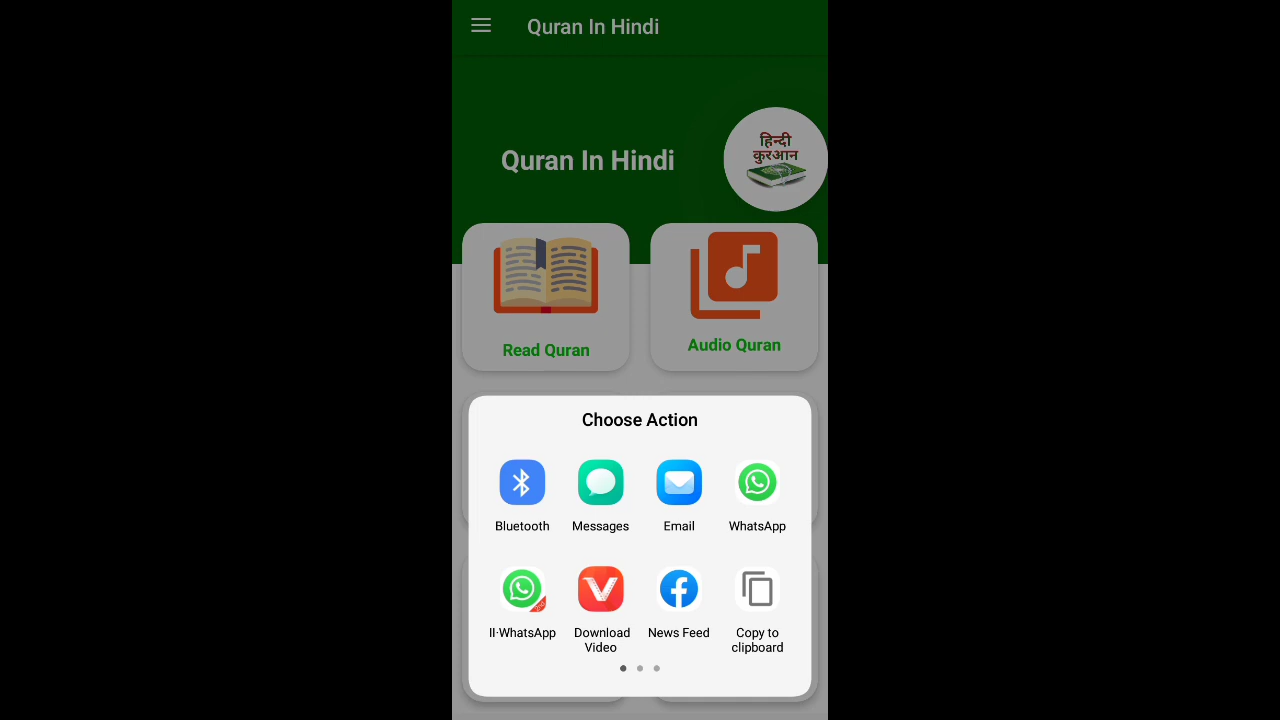 Quran In Hindi
Quran In Hindi
हिन्दी
कुरआन
Read Quran
Audio Quran
Choose Action
Bluetooth
Messages
Email
WhatsApp
II·WhatsApp
Download
Video
News Feed
Copy to
clipboard